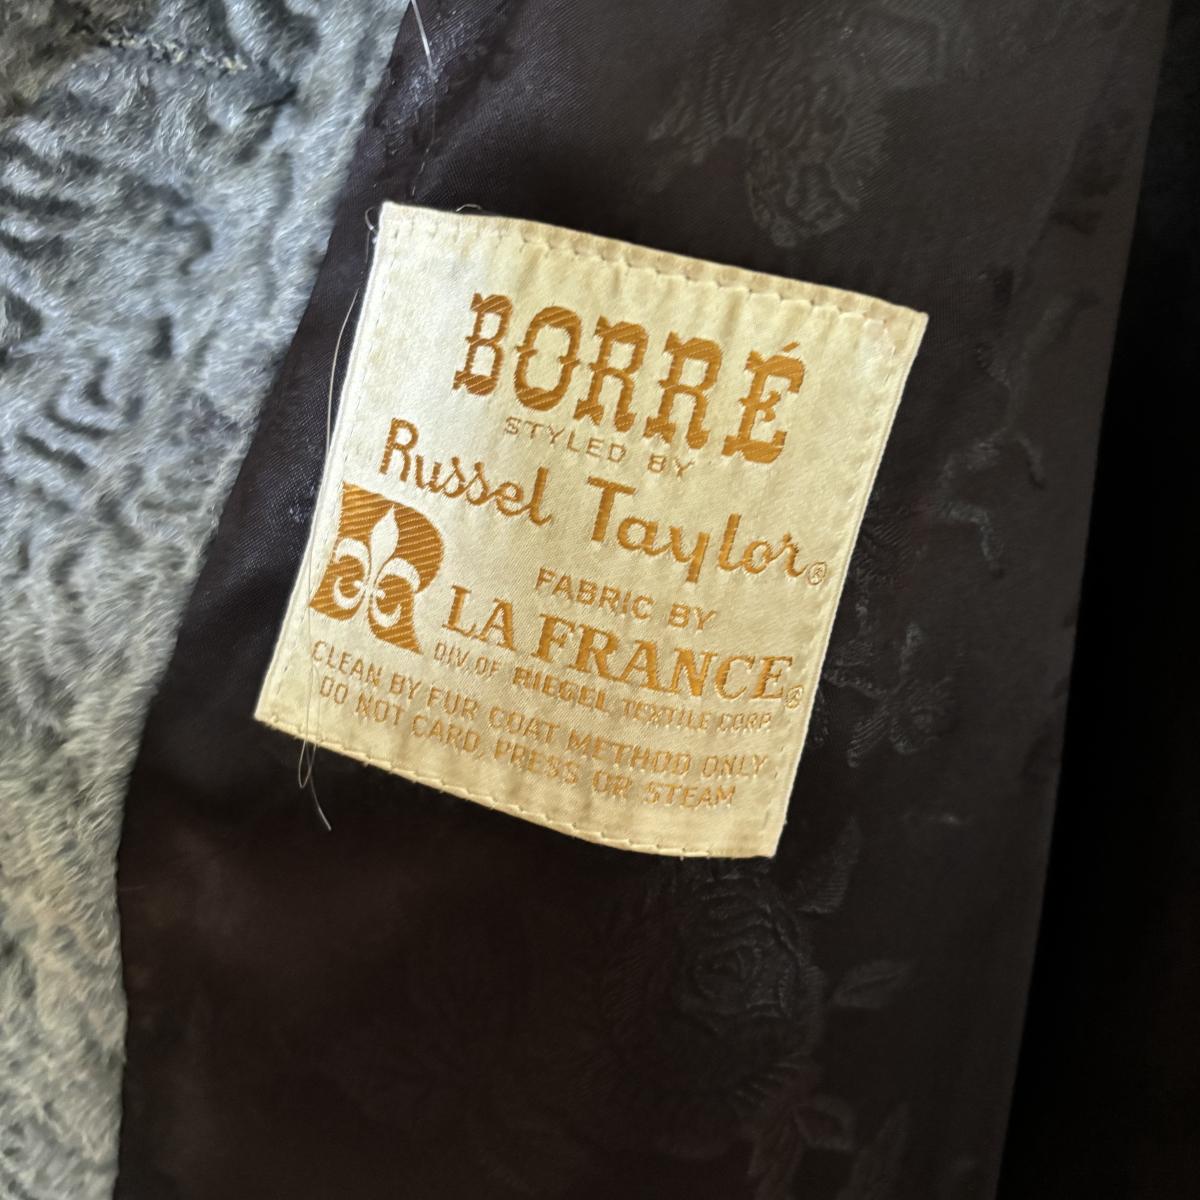 BORRÉ
STYLED BY
Russel Taylor®
R
FABRIC BY
LA FRANCE®
DIV. OF RIEGEL TEXTILE CORP.
CLEAN BY FUR COAT METHOD ONLY,
DO NOT CARD, PRESS OR STEAM